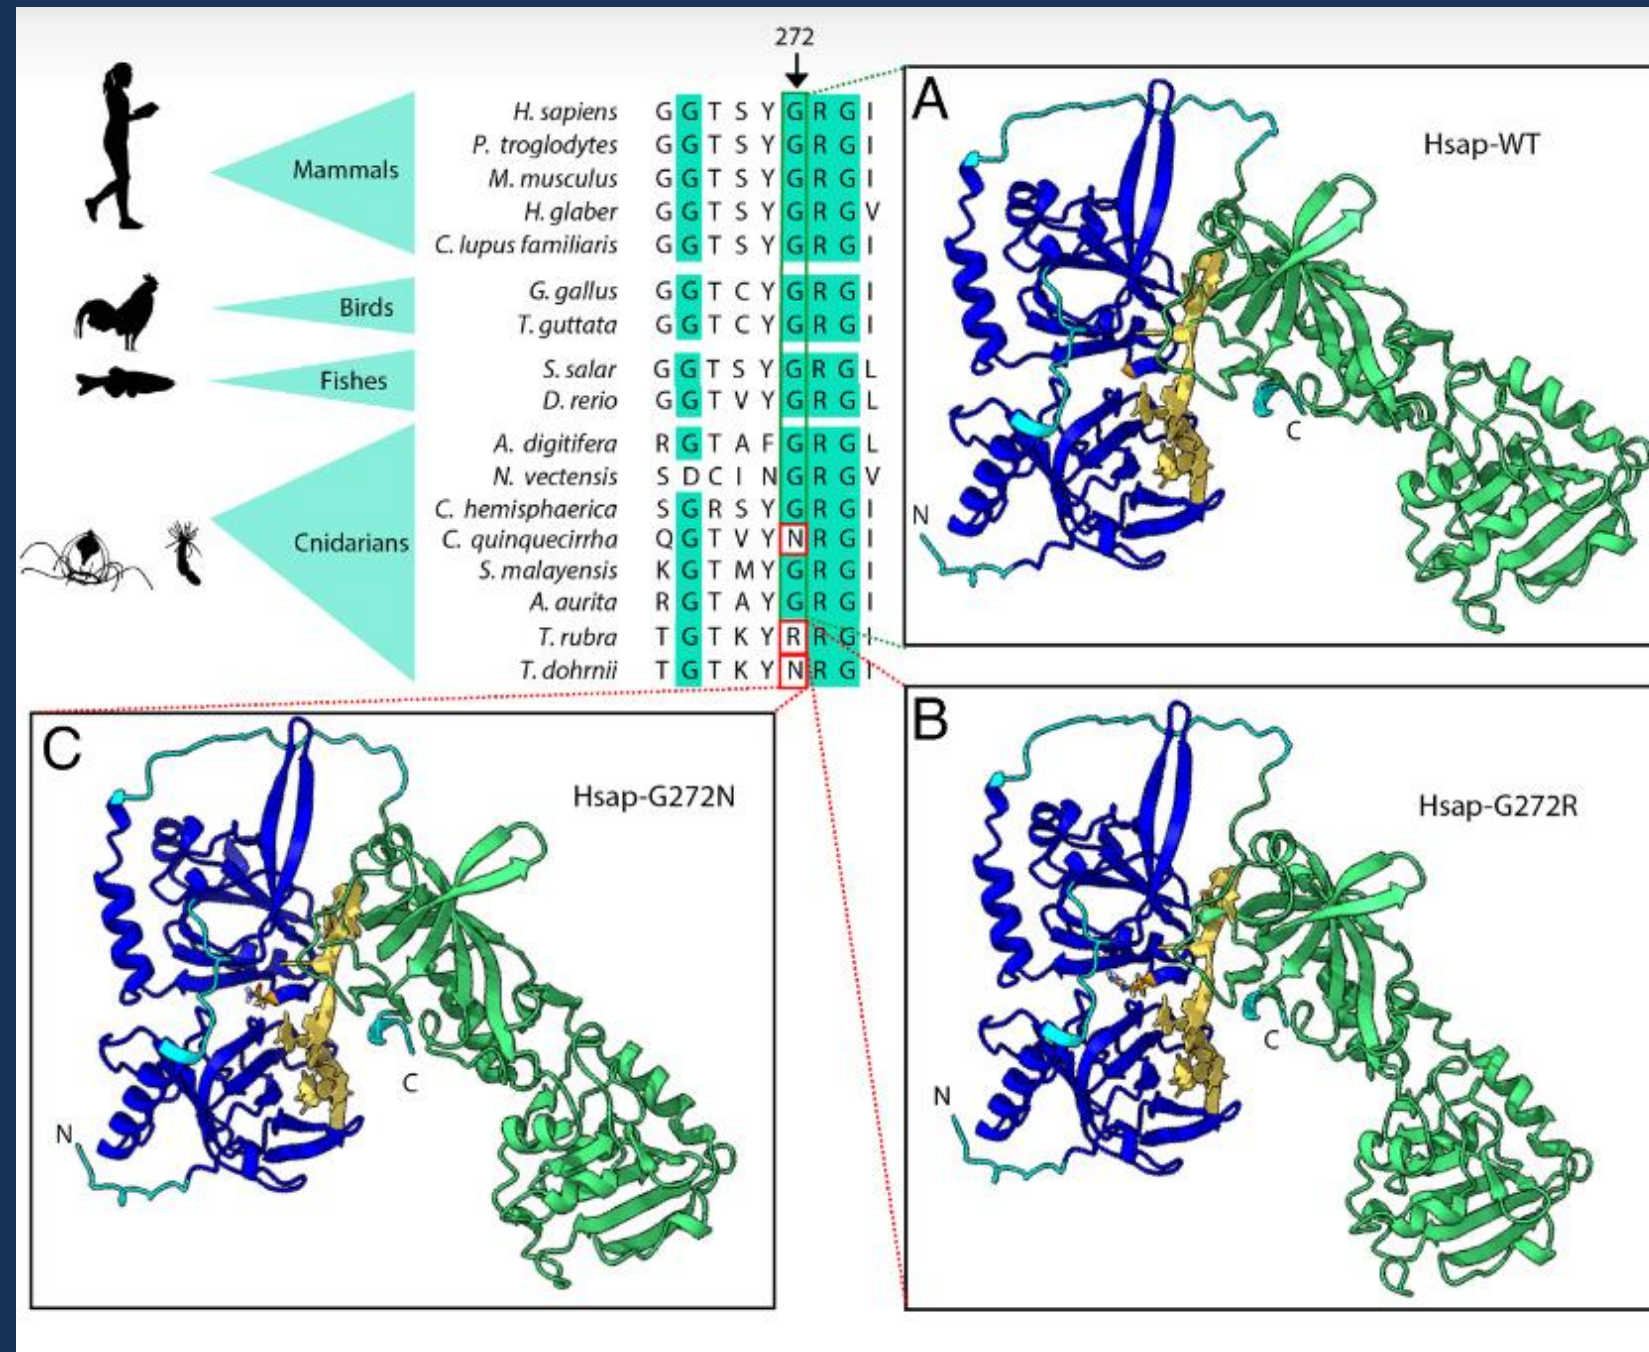 272
Mammals
H. sapiens G G T S Y G R G I
P. troglodytes G G T S Y G R G I
M. musculus G G T S Y G R G I
H. glaber G G T S Y G R G V
C. lupus familiaris G G T S Y G R G I
Birds
G. gallus G G T C Y G R G I
T. guttata G G T C Y G R G I
Fishes
S. salar G G T S Y G R G L
D. rerio G G T V Y G R G L
Cnidarians
A. digitifera R G T A F G R G L
N. vectensis S D C I N G R G V
C. hemisphaerica S G R S Y G R G I
C. quinquecirrha Q G T V Y N R G I
S. malayensis K G T M Y G R G I
A. aurita R G T A Y G R G I
T. rubra T G T K Y R R G I
T. dohrnii T G T K Y N R G I
A
Hsap-WT
C
N
C
Hsap-G272N
C
N
B
Hsap-G272R
C
N